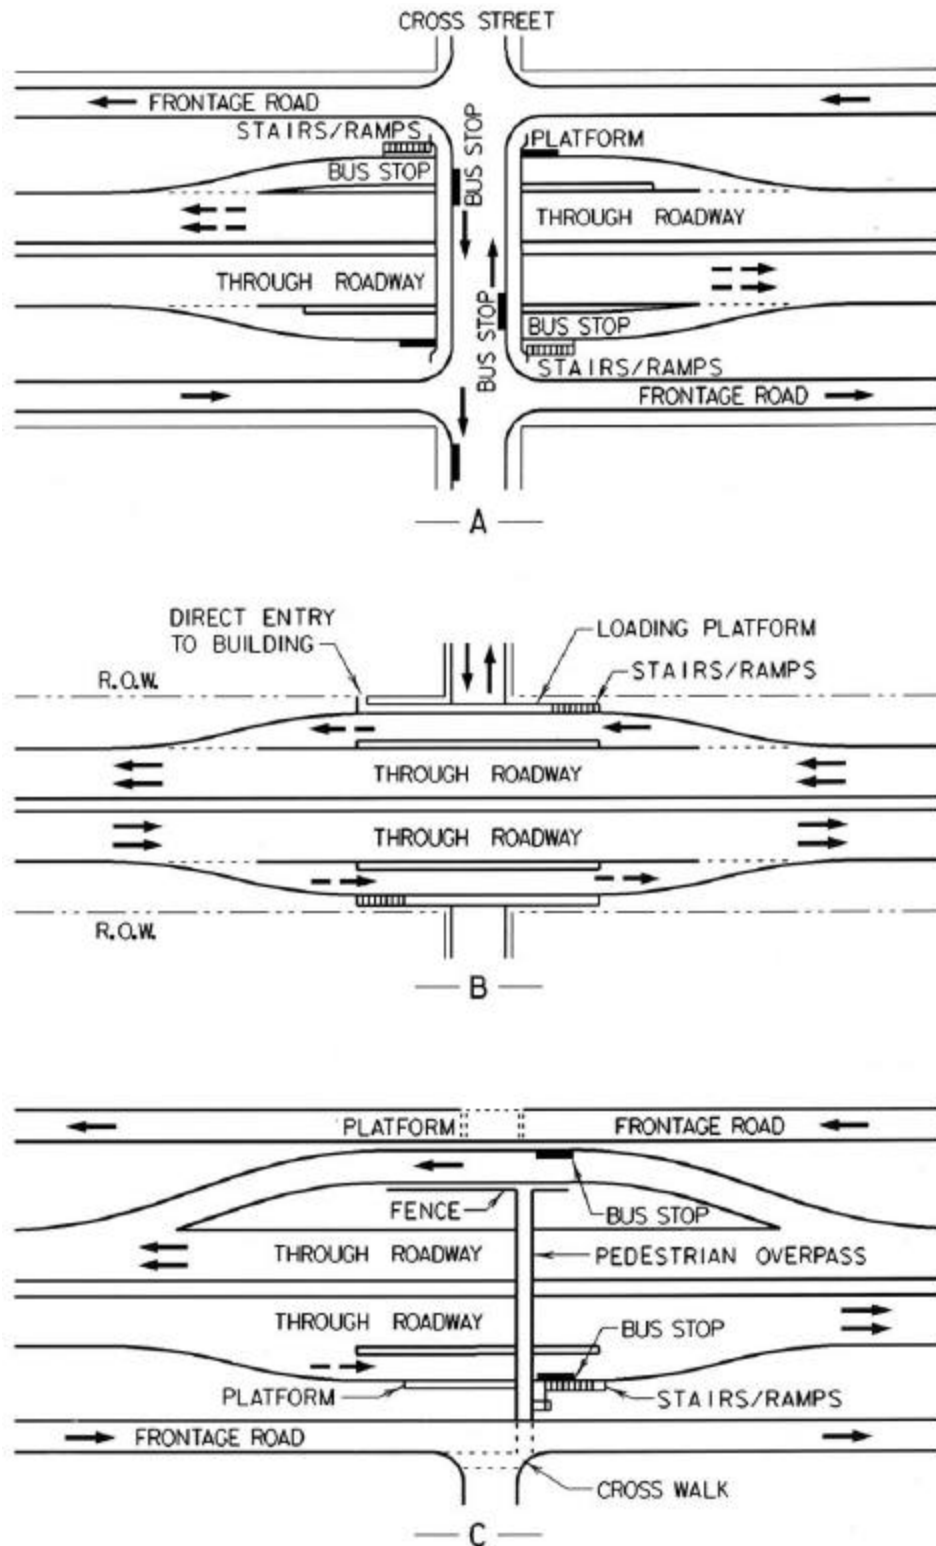 CROSS STREET
FRONTAGE ROAD
STAIRS/RAMPS
BUS STOP
PLATFORM
BUS STOP
THROUGH ROADWAY
THROUGH ROADWAY
BUS STOP
BUS STOP
STAIRS/RAMPS
FRONTAGE ROAD
A
DIRECT ENTRY
TO BUILDING
LOADING PLATFORM
STAIRS/RAMPS
R.O.W.
THROUGH ROADWAY
THROUGH ROADWAY
R.O.W.
B
PLATFORM
FRONTAGE ROAD
FENCE
BUS STOP
THROUGH ROADWAY
PEDESTRIAN OVERPASS
THROUGH ROADWAY
BUS STOP
PLATFORM
STAIRS/RAMPS
FRONTAGE ROAD
CROSS WALK
C